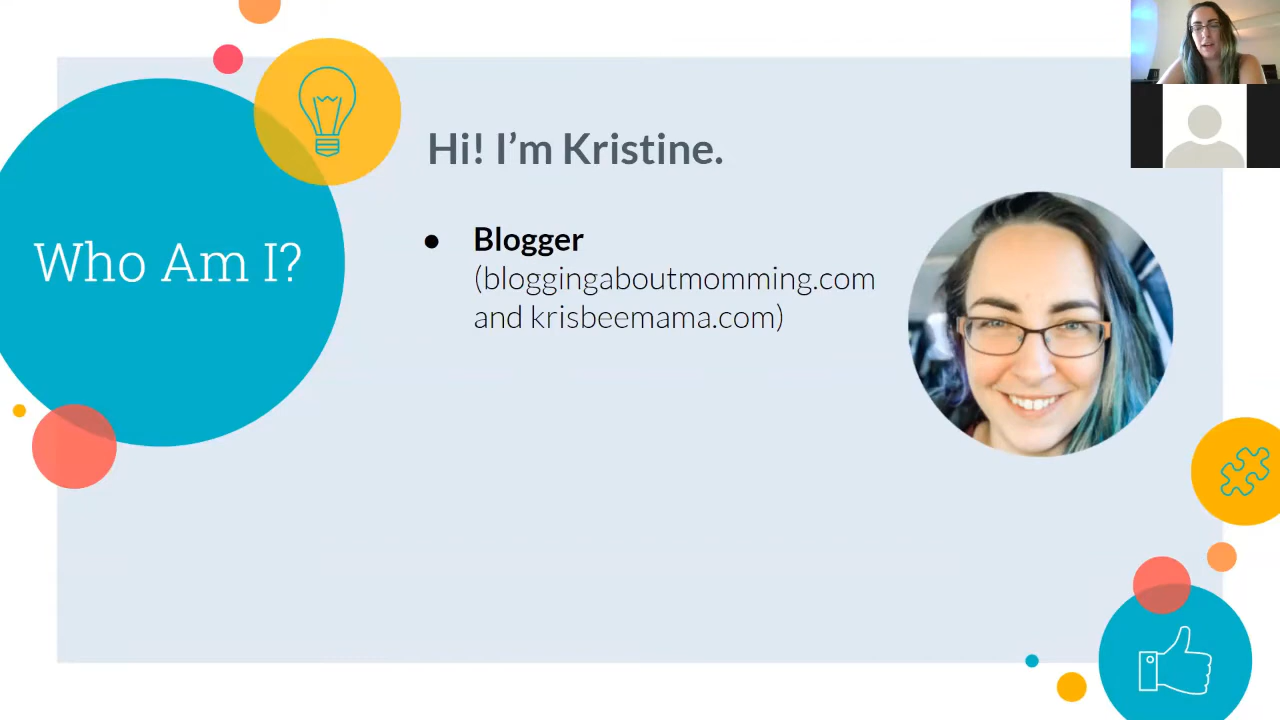 Who Am I?
Hi! I’m Kristine.
● Blogger
(bloggingaboutmomming.com
and krisbeemama.com)